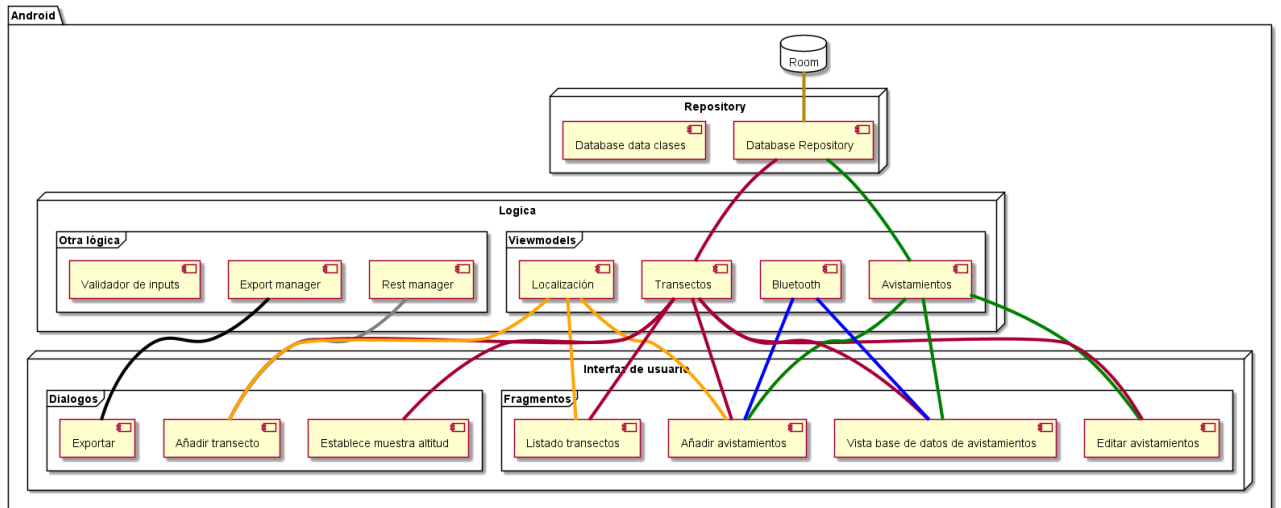 Android
Room
Repository
Database data clases
Database Repository
Logica
Otra lógica
Viewmodels
Validador de inputs
Export manager
Rest manager
Localización
Transectos
Bluetooth
Avistamientos
Interfaz de usuario
Dialogos
Fragmentos
Exportar
Añadir transecto
Establece muestra altitud
Listado transectos
Añadir avistamientos
Vista base de datos de avistamientos
Editar avistamientos